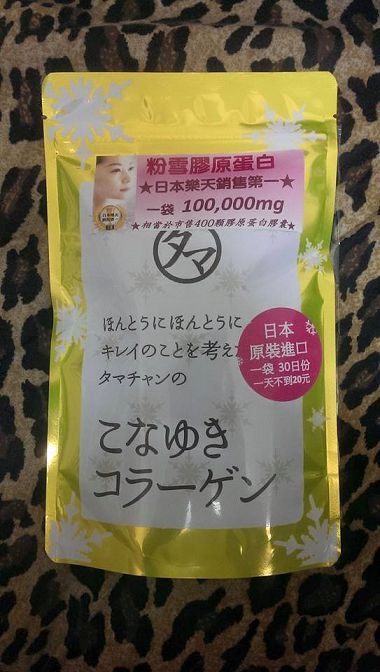 粉雪膠原蛋白
★日本樂天銷售第一★
一袋 100,000mg
★相當於市售400顆膠原蛋白膠囊★
タマ
ほんとうにほんとうに
キレイのことを考えた
タマチャンの
こなゆき
コラーゲン
日本
原裝進口
一袋 30日份
一天不到20元